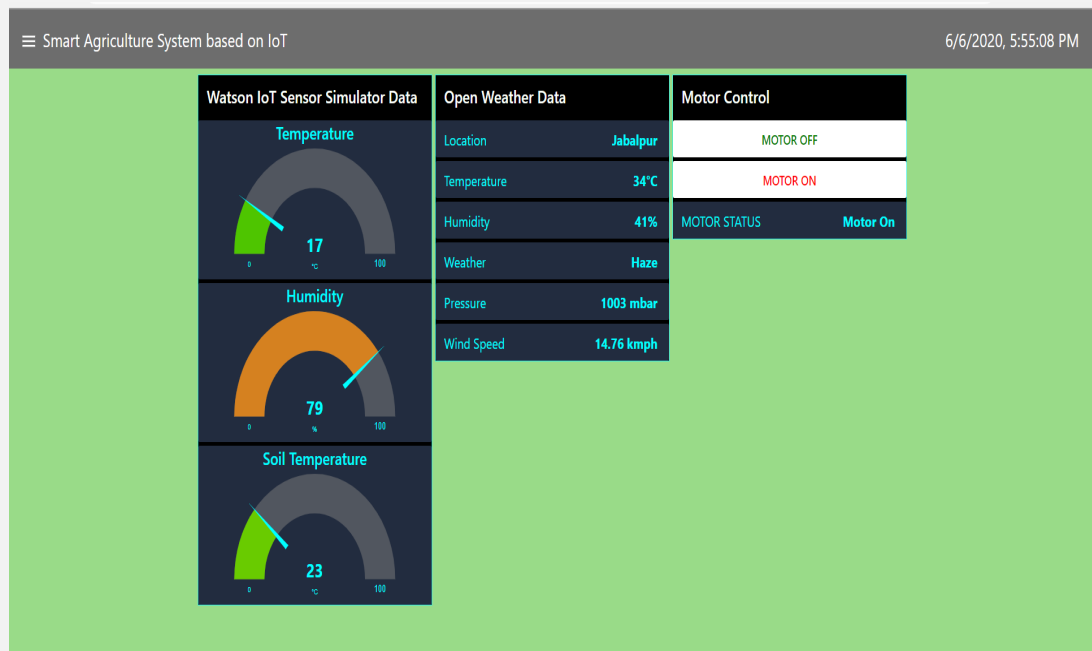 ☰ Smart Agriculture System based on IoT 6/6/2020, 5:55:08 PM
Watson IoT Sensor Simulator Data
Temperature
17
0 °C 100
Humidity
79
0 % 100
Soil Temperature
23
0 °C 100
Open Weather Data
Location Jabalpur
Temperature 34°C
Humidity 41%
Weather Haze
Pressure 1003 mbar
Wind Speed 14.76 kmph
Motor Control
MOTOR OFF
MOTOR ON
MOTOR STATUS Motor On